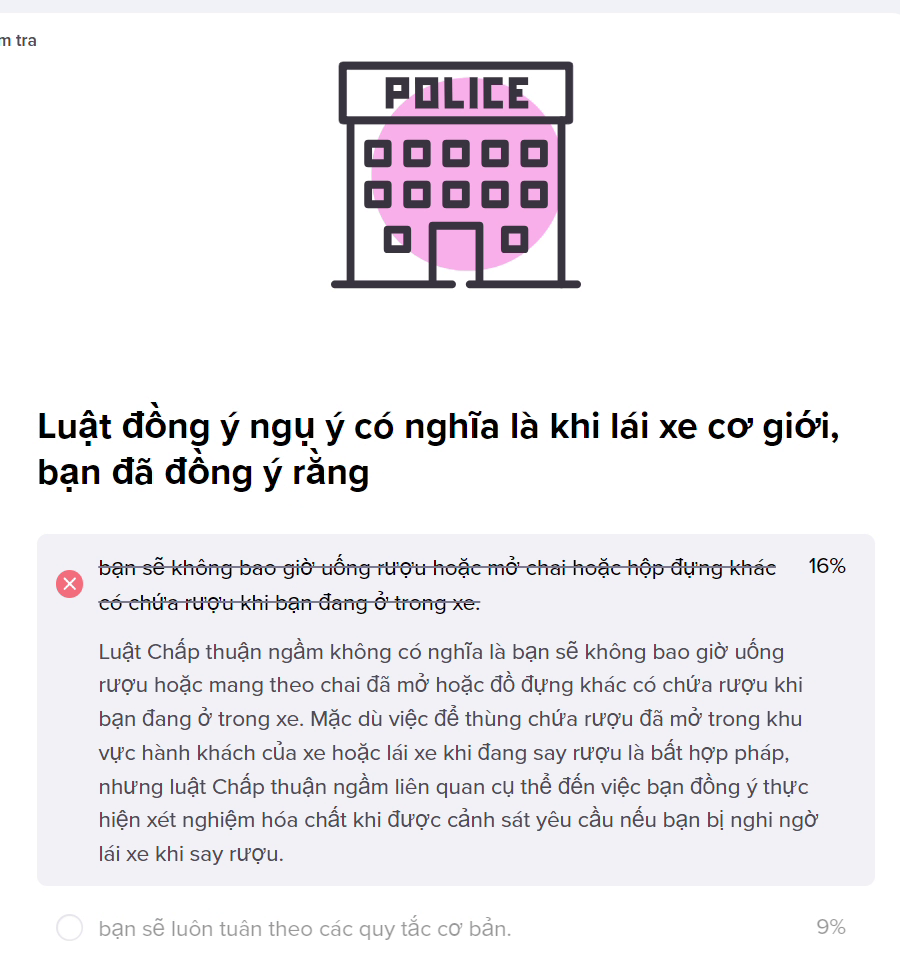 m tra
POLICE
Luật đồng ý ngụ ý có nghĩa là khi lái xe cơ giới,
bạn đã đồng ý rằng
bạn sẽ không bao giờ uống rượu hoặc mở chai hoặc hộp đựng khác 16%
có chứa rượu khi bạn đang ở trong xe.
Luật Chấp thuận ngầm không có nghĩa là bạn sẽ không bao giờ uống
rượu hoặc mang theo chai đã mở hoặc đồ đựng khác có chứa rượu khi
bạn đang ở trong xe. Mặc dù việc để thùng chứa rượu đã mở trong khu
vực hành khách của xe hoặc lái xe khi đang say rượu là bất hợp pháp,
nhưng luật Chấp thuận ngầm liên quan cụ thể đến việc bạn đồng ý thực
hiện xét nghiệm hóa chất khi được cảnh sát yêu cầu nếu bạn bị nghi ngờ
lái xe khi say rượu.
bạn sẽ luôn tuân theo các quy tắc cơ bản. 9%